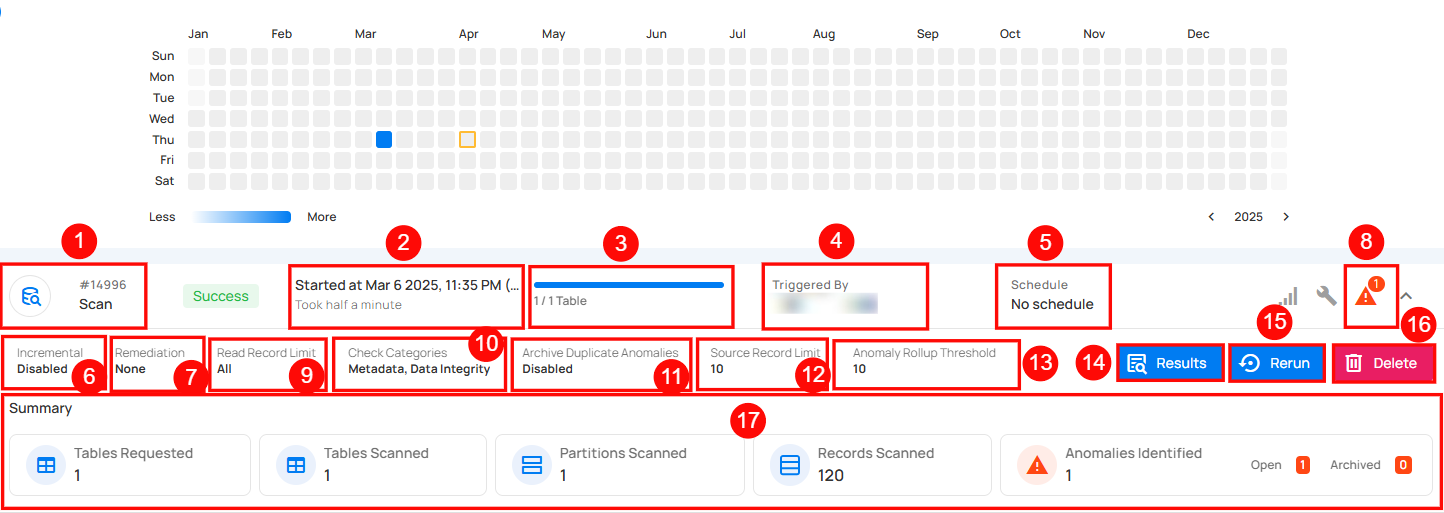 Jan Feb Mar Apr May Jun Jul Aug Sep Oct Nov Dec
Sun
Mon
Tue
Wed
Thu
Fri
Sat
Less More 2025
1 2 3 4 5 8
#14996
Scan
Success
Started at Mar 6 2025, 11:35 PM (...
Took half a minute
1 / 1 Table
Triggered By
Schedule
No schedule
1
15 16
Incremental
Disabled
6
Remediation
None
7
Read Record Limit
All
9
Check Categories
Metadata, Data Integrity
10
Archive Duplicate Anomalies
Disabled
11
Source Record Limit
10
12
Anomaly Rollup Threshold
10
13
14
Results
Rerun
Delete
Summary
17
Tables Requested
1
Tables Scanned
1
Partitions Scanned
1
Records Scanned
120
Anomalies Identified
1
Open 1 Archived 0